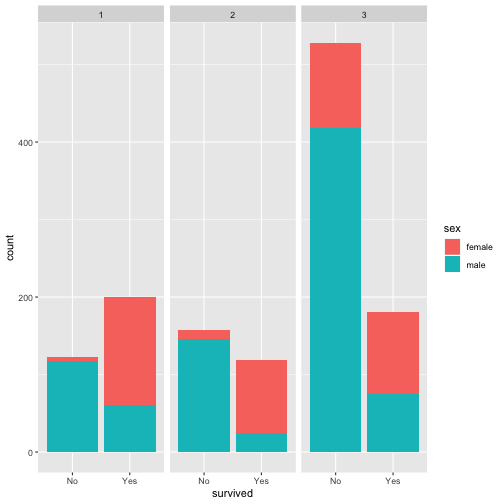 1 2 3
count
400
200
0
No Yes No Yes No Yes
survived
sex
female
male